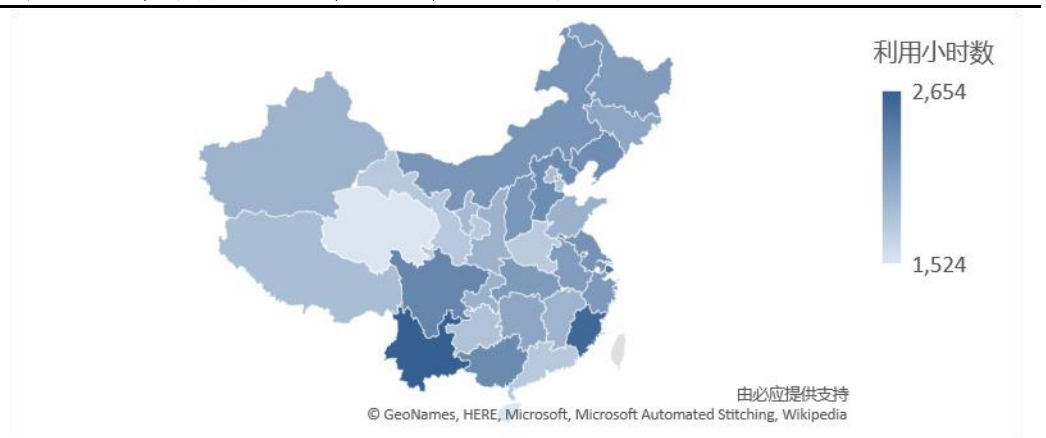 利用小时数
2,654
1,524
由必应提供支持
© GeoNames, HERE, Microsoft, Microsoft Automated Stitching, Wikipedia